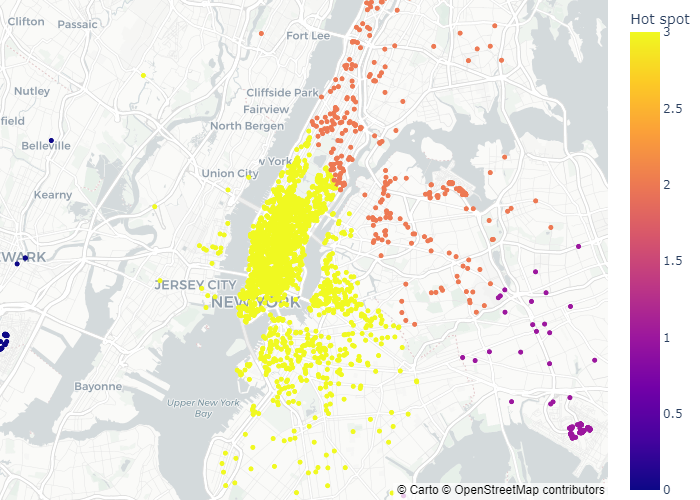 Hot spot
Clifton
Passaic
Fort Lee
3
Nutley
Cliffside Park
Fairview
2.5
field
North Bergen
Belleville
w York
Union City
2
Kearny
WARK
1.5
JERSEY CITY
NEW YORK
1
Bayonne
Upper New York
Bay
0.5
© Carto © OpenStreetMap contributors
0